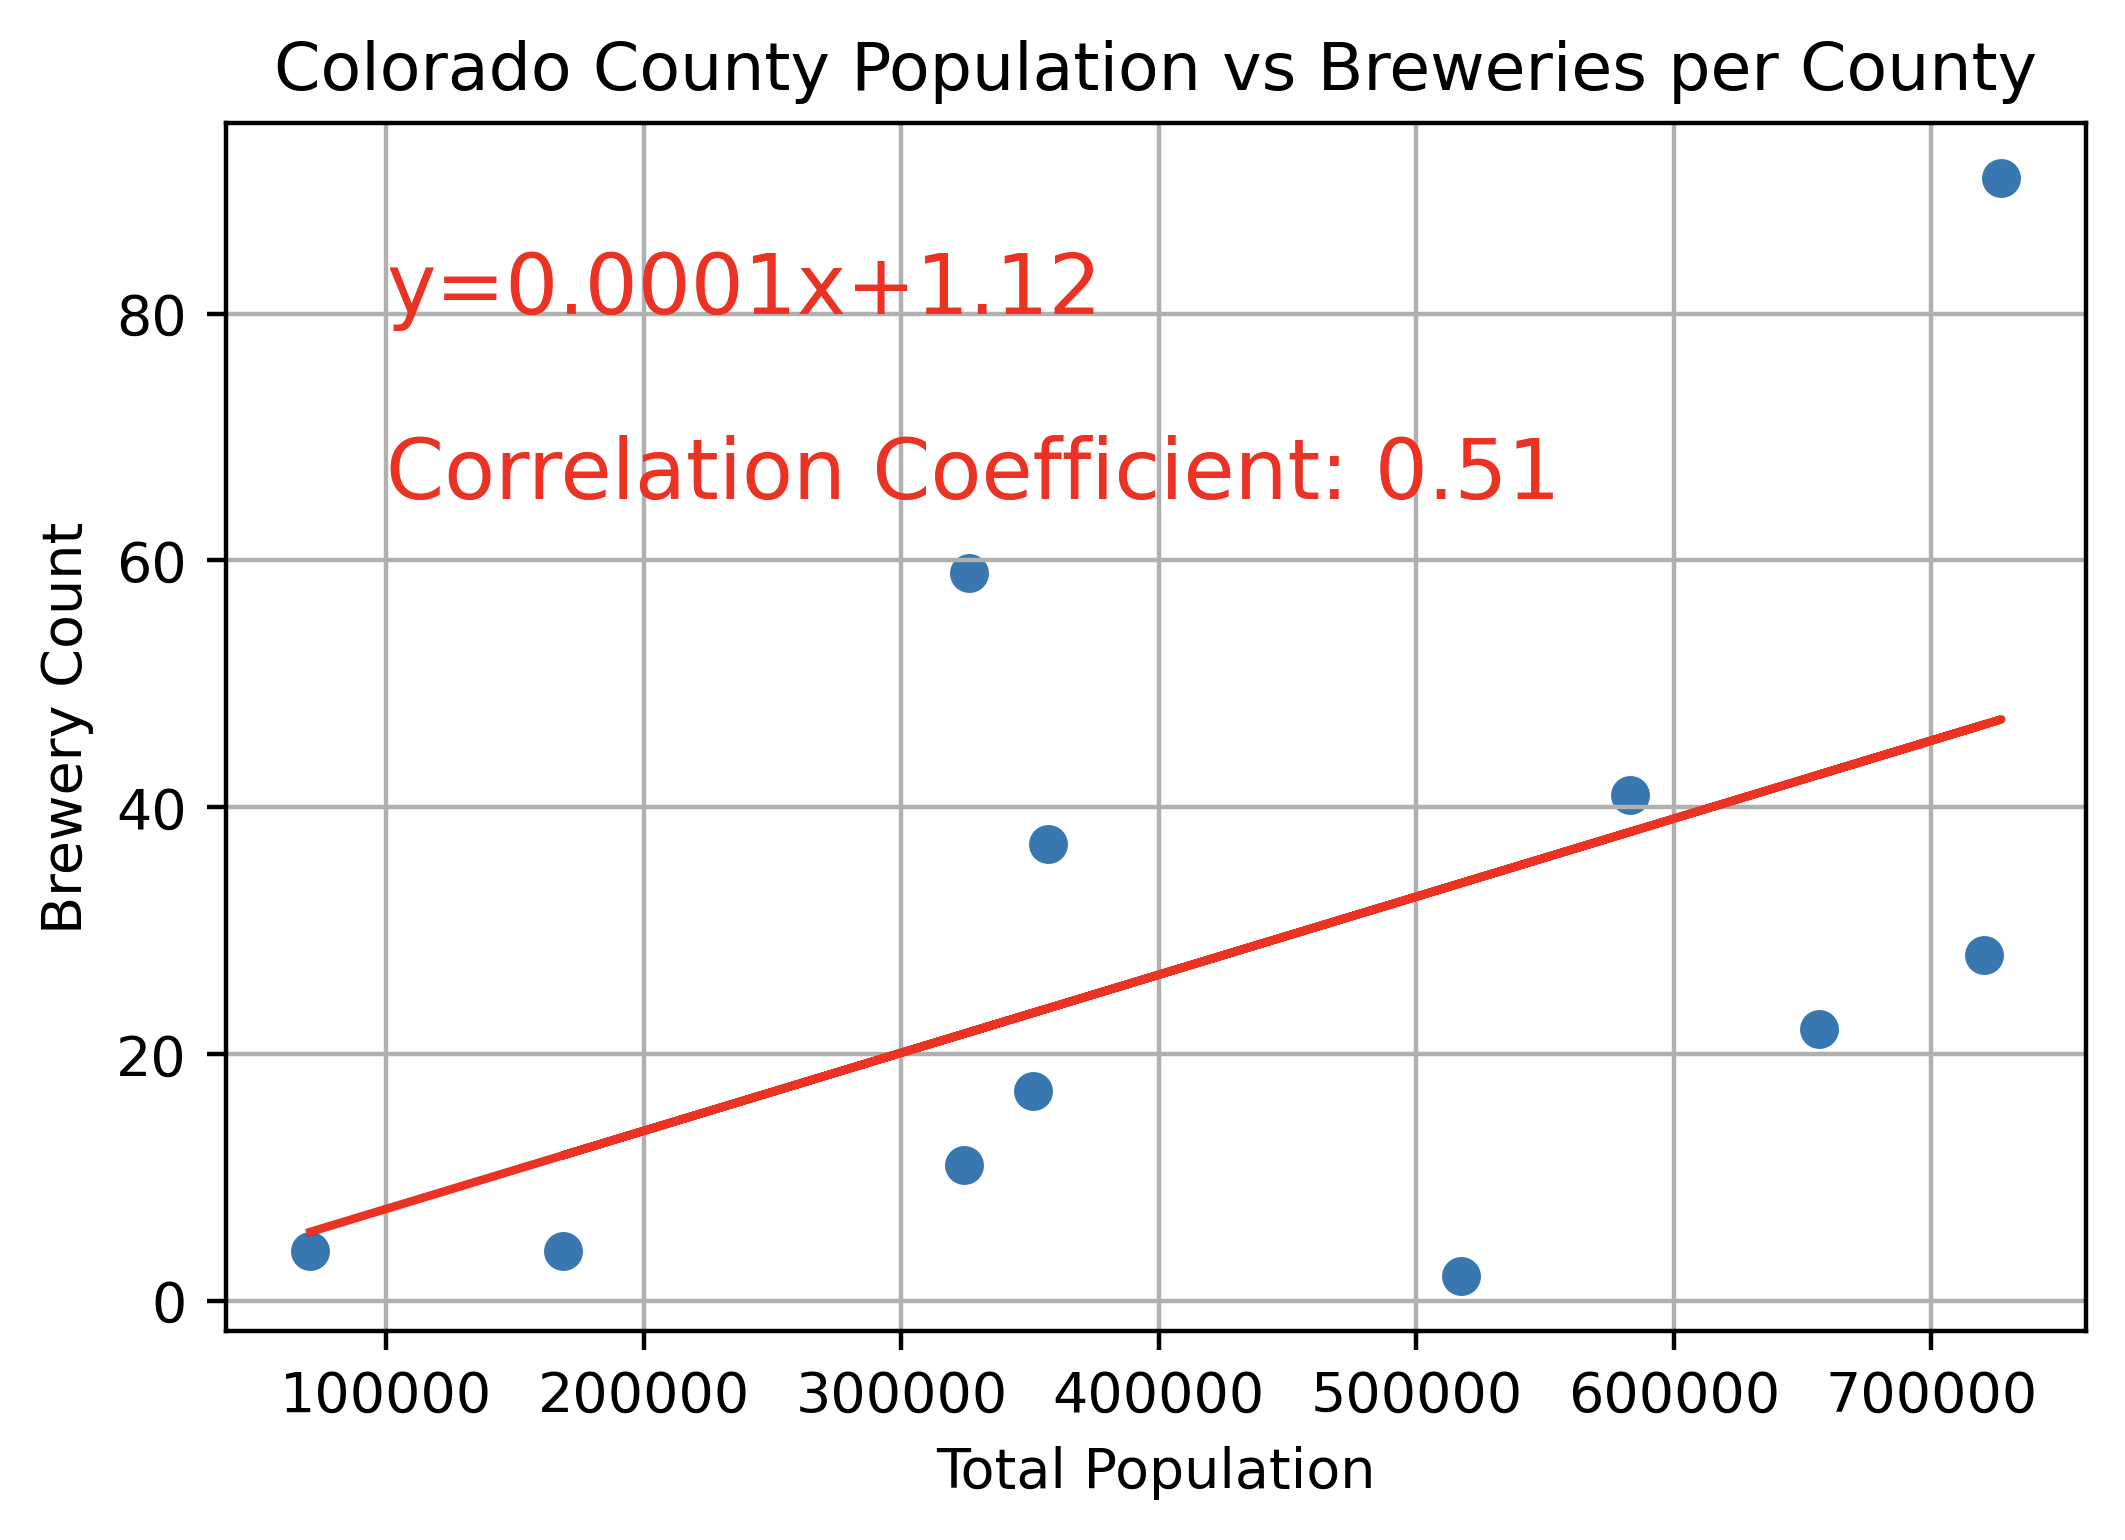 Colorado County Population vs Breweries per County
y=0.0001x+1.12
80
Correlation Coefficient: 0.51
60
Brewery Count
40
20
0
100000 200000 300000 400000 500000 600000 700000
Total Population